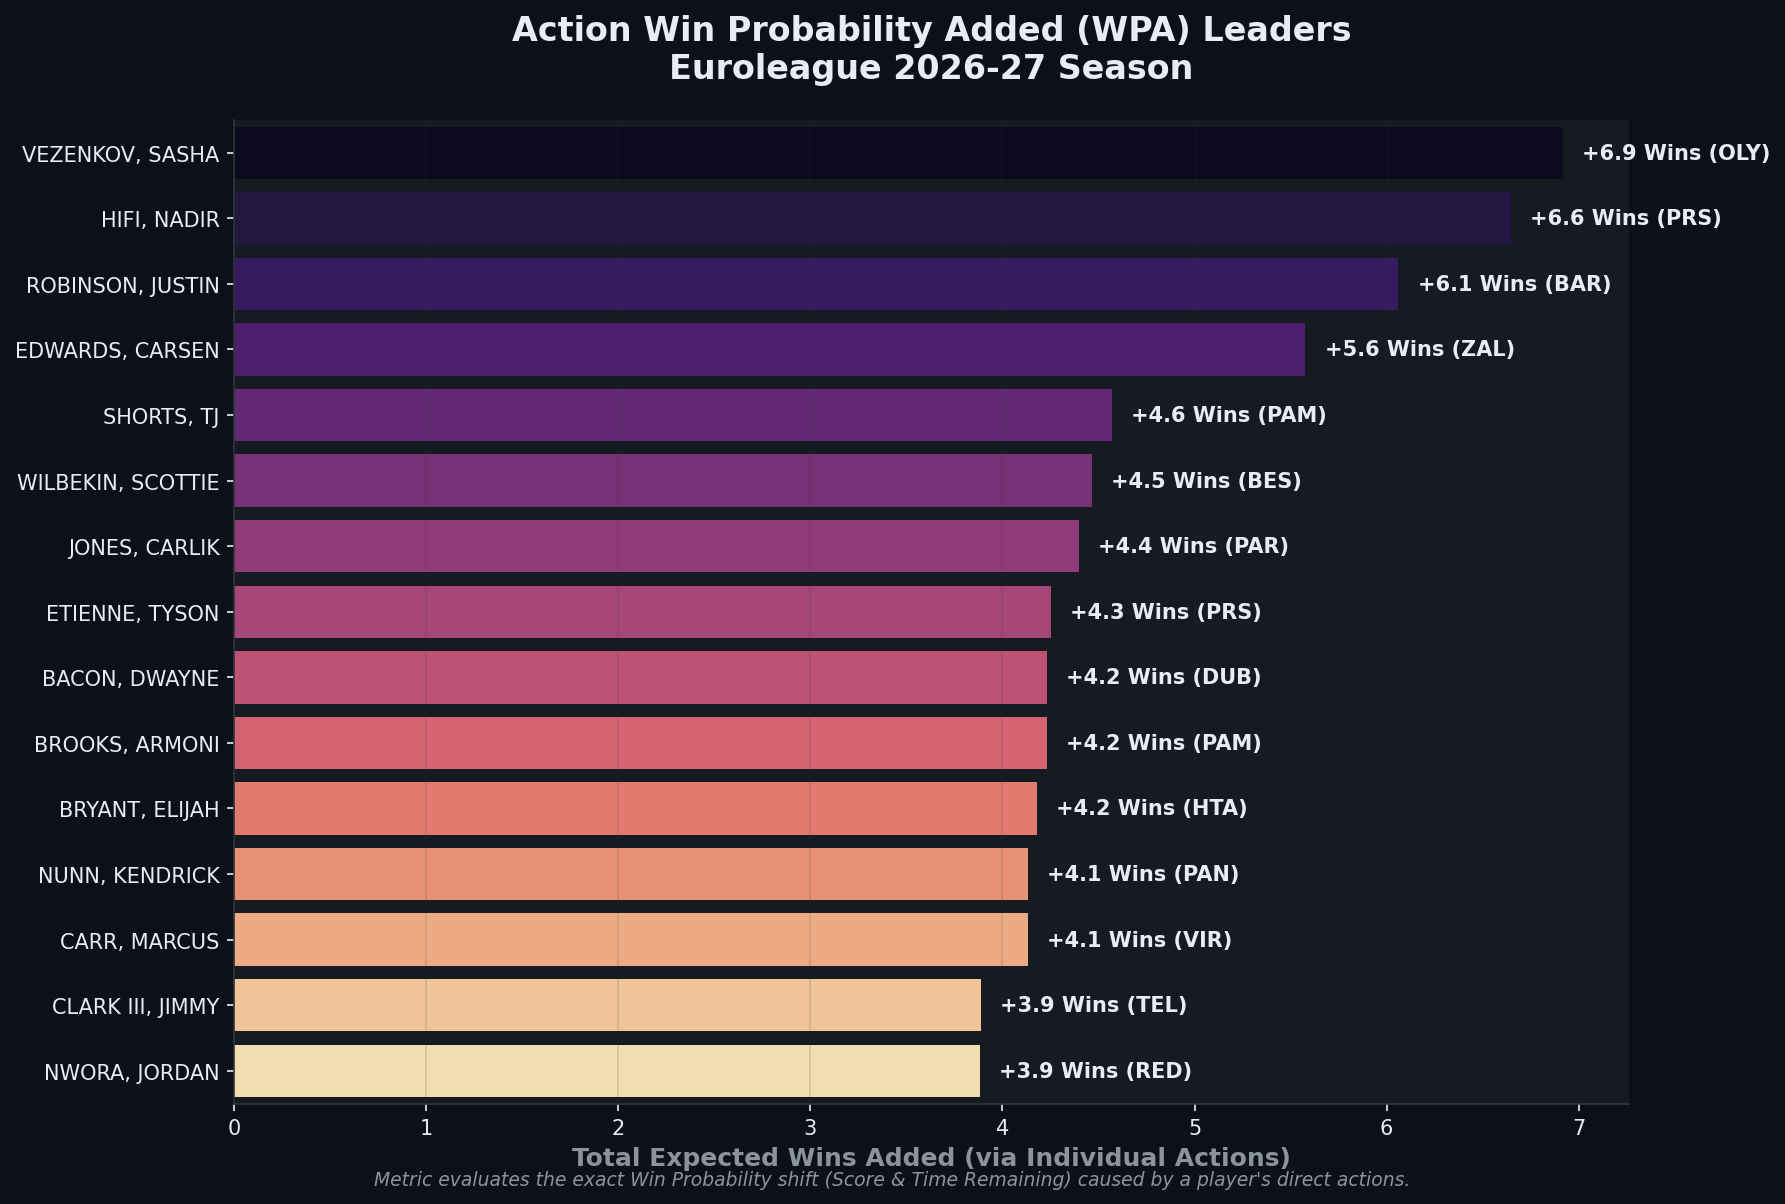 Action Win Probability Added (WPA) Leaders
Euroleague 2026-27 Season
VEZENKOV, SASHA +6.9 Wins (OLY)
HIFI, NADIR +6.6 Wins (PRS)
ROBINSON, JUSTIN +6.1 Wins (BAR)
EDWARDS, CARSEN +5.6 Wins (ZAL)
SHORTS, TJ +4.6 Wins (PAM)
WILBEKIN, SCOTTIE +4.5 Wins (BES)
JONES, CARLIK +4.4 Wins (PAR)
ETIENNE, TYSON +4.3 Wins (PRS)
BACON, DWAYNE +4.2 Wins (DUB)
BROOKS, ARMONI +4.2 Wins (PAM)
BRYANT, ELIJAH +4.2 Wins (HTA)
NUNN, KENDRICK +4.1 Wins (PAN)
CARR, MARCUS +4.1 Wins (VIR)
CLARK III, JIMMY +3.9 Wins (TEL)
NWORA, JORDAN +3.9 Wins (RED)
0 1 2 3 4 5 6 7
Total Expected Wins Added (via Individual Actions)
Metric evaluates the exact Win Probability shift (Score & Time Remaining) caused by a player's direct actions.